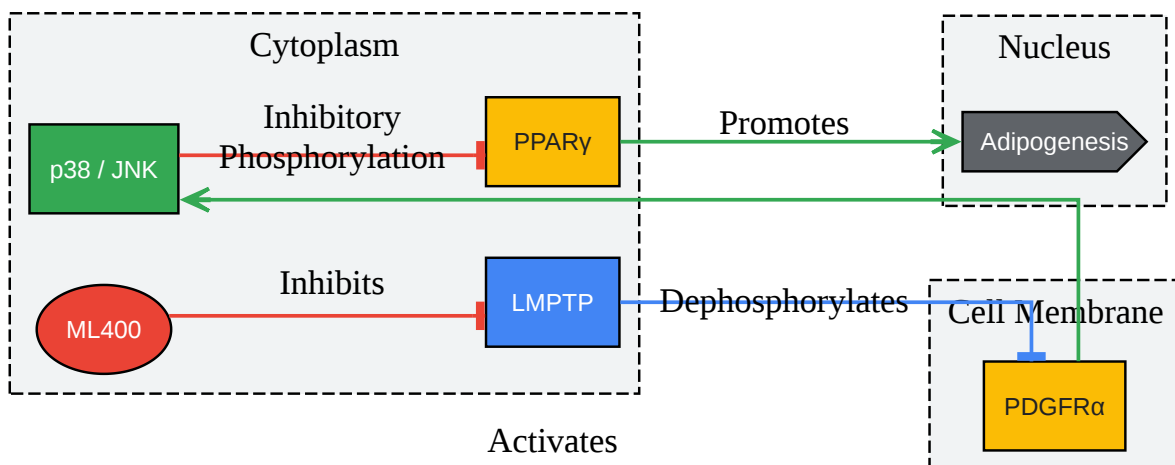 Cytoplasm
Nucleus
Inhibitory
Phosphorylation
p38 / JNK
PPARγ
Promotes
Adipogenesis
Inhibits
ML400
LMPTP
Dephosphorylates
Cell Membrane
PDGFRα
Activates